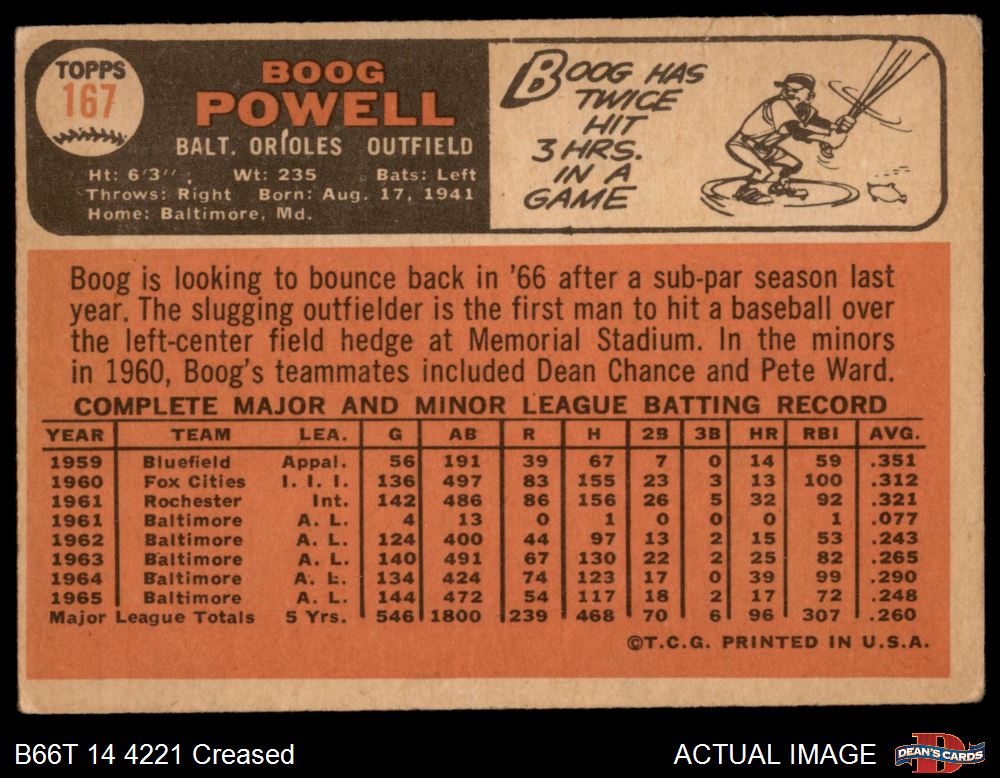 TOPPS
167
BOOG
POWELL
BALT. ORIOLES OUTFIELD
Ht: 6'3", Wt: 235 Bats: Left
Throws: Right Born: Aug. 17, 1941
Home: Baltimore, Md.
BOOG HAS
TWICE
HIT
3 HRS.
IN A
GAME
Boog is looking to bounce back in '66 after a sub-par season last
year. The slugging outfielder is the first man to hit a baseball over
the left-center field hedge at Memorial Stadium. In the minors
in 1960, Boog's teammates included Dean Chance and Pete Ward.
COMPLETE MAJOR AND MINOR LEAGUE BATTING RECORD
YEAR TEAM LEA. G AB R H 2B 3B HR RBI AVG.
1959 Bluefield Appal. 56 191 39 67 7 0 14 59 .351
1960 Fox Cities I. I. I. 136 497 83 155 23 3 13 100 .312
1961 Rochester Int. 142 486 86 156 26 5 32 92 .321
1961 Baltimore A. L. 4 13 0 1 0 0 0 1 .077
1962 Baltimore A. L. 124 400 44 97 13 2 15 53 .243
1963 Baltimore A. L. 140 491 67 130 22 2 25 82 .265
1964 Baltimore A. L. 134 424 74 123 17 0 39 99 .290
1965 Baltimore A. L. 144 472 54 117 18 2 17 72 .248
Major League Totals 5 Yrs. 546 1800 239 468 70 6 96 307 .260
©T.C.G. PRINTED IN U.S.A.
B66T 14 4221 Creased
ACTUAL IMAGE
DEAN'S CARDS